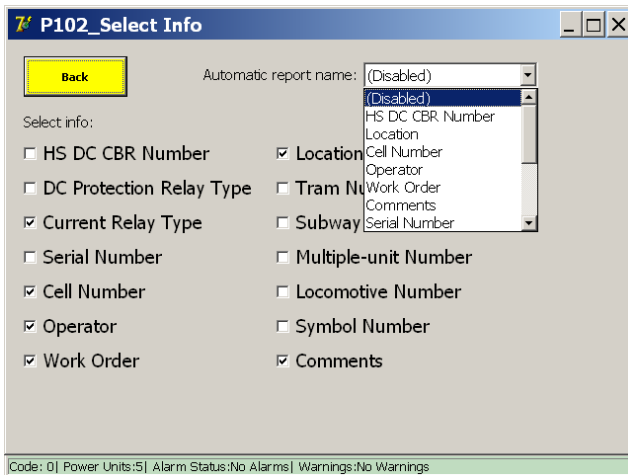 P102_Select Info
Back
Automatic report name: (Disabled)
(Disabled)
HS DC CBR Number
Location
Cell Number
Operator
Work Order
Comments
Serial Number
Select info:
HS DC CBR Number
Location
DC Protection Relay Type
Tram Nu
Current Relay Type
Subway
Serial Number
Multiple-unit Number
Cell Number
Locomotive Number
Operator
Symbol Number
Work Order
Comments
Code: 0| Power Units:5| Alarm Status:No Alarms| Warnings:No Warnings